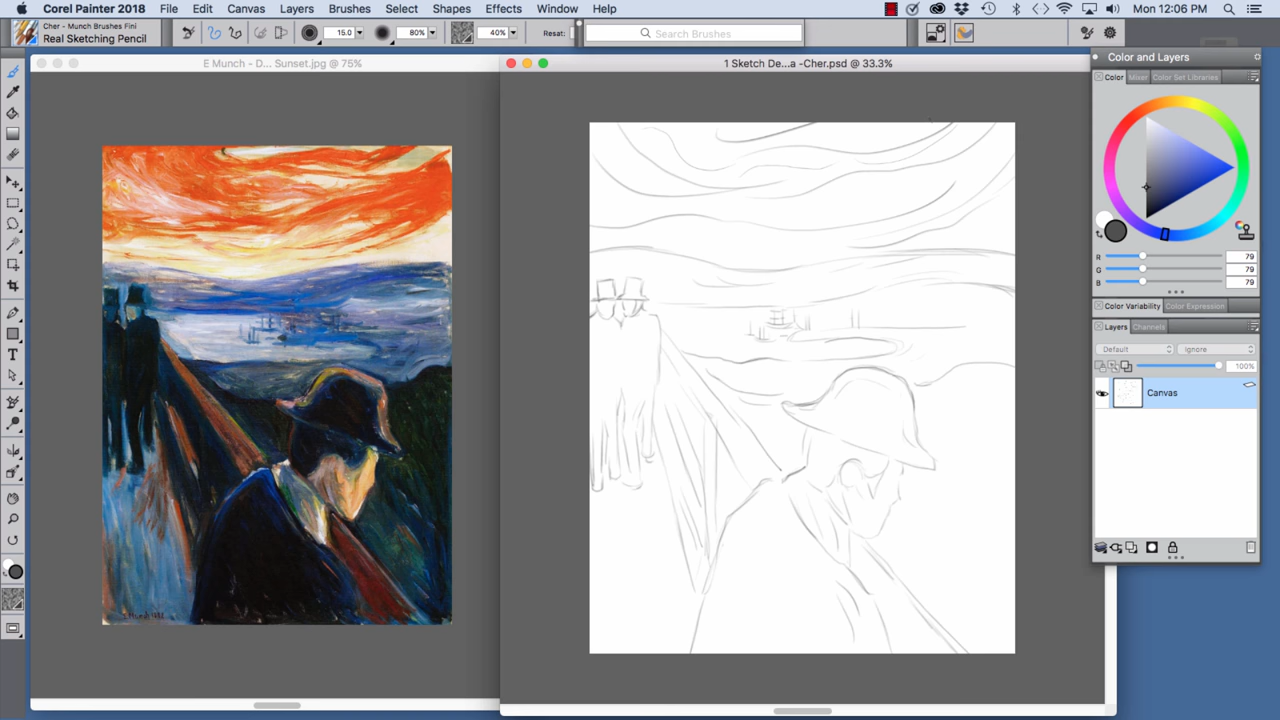 Corel Painter 2018 File Edit Canvas Layers Brushes Select Shapes Effects Window Help Mon 12:06 PM
Cher - Munch Brushes Fini
Real Sketching Pencil
15.0 80% 40% Reset: Search Brushes
E Munch - D... Sunset.jpg @ 75%
1 Sketch De...a -Cher.psd @ 33.3%
Color and Layers
Color Mixer Color Set Libraries
R 79
G 79
B 79
Color Variability Color Expression
Layers Channels
Default Ignore
100%
Canvas
T